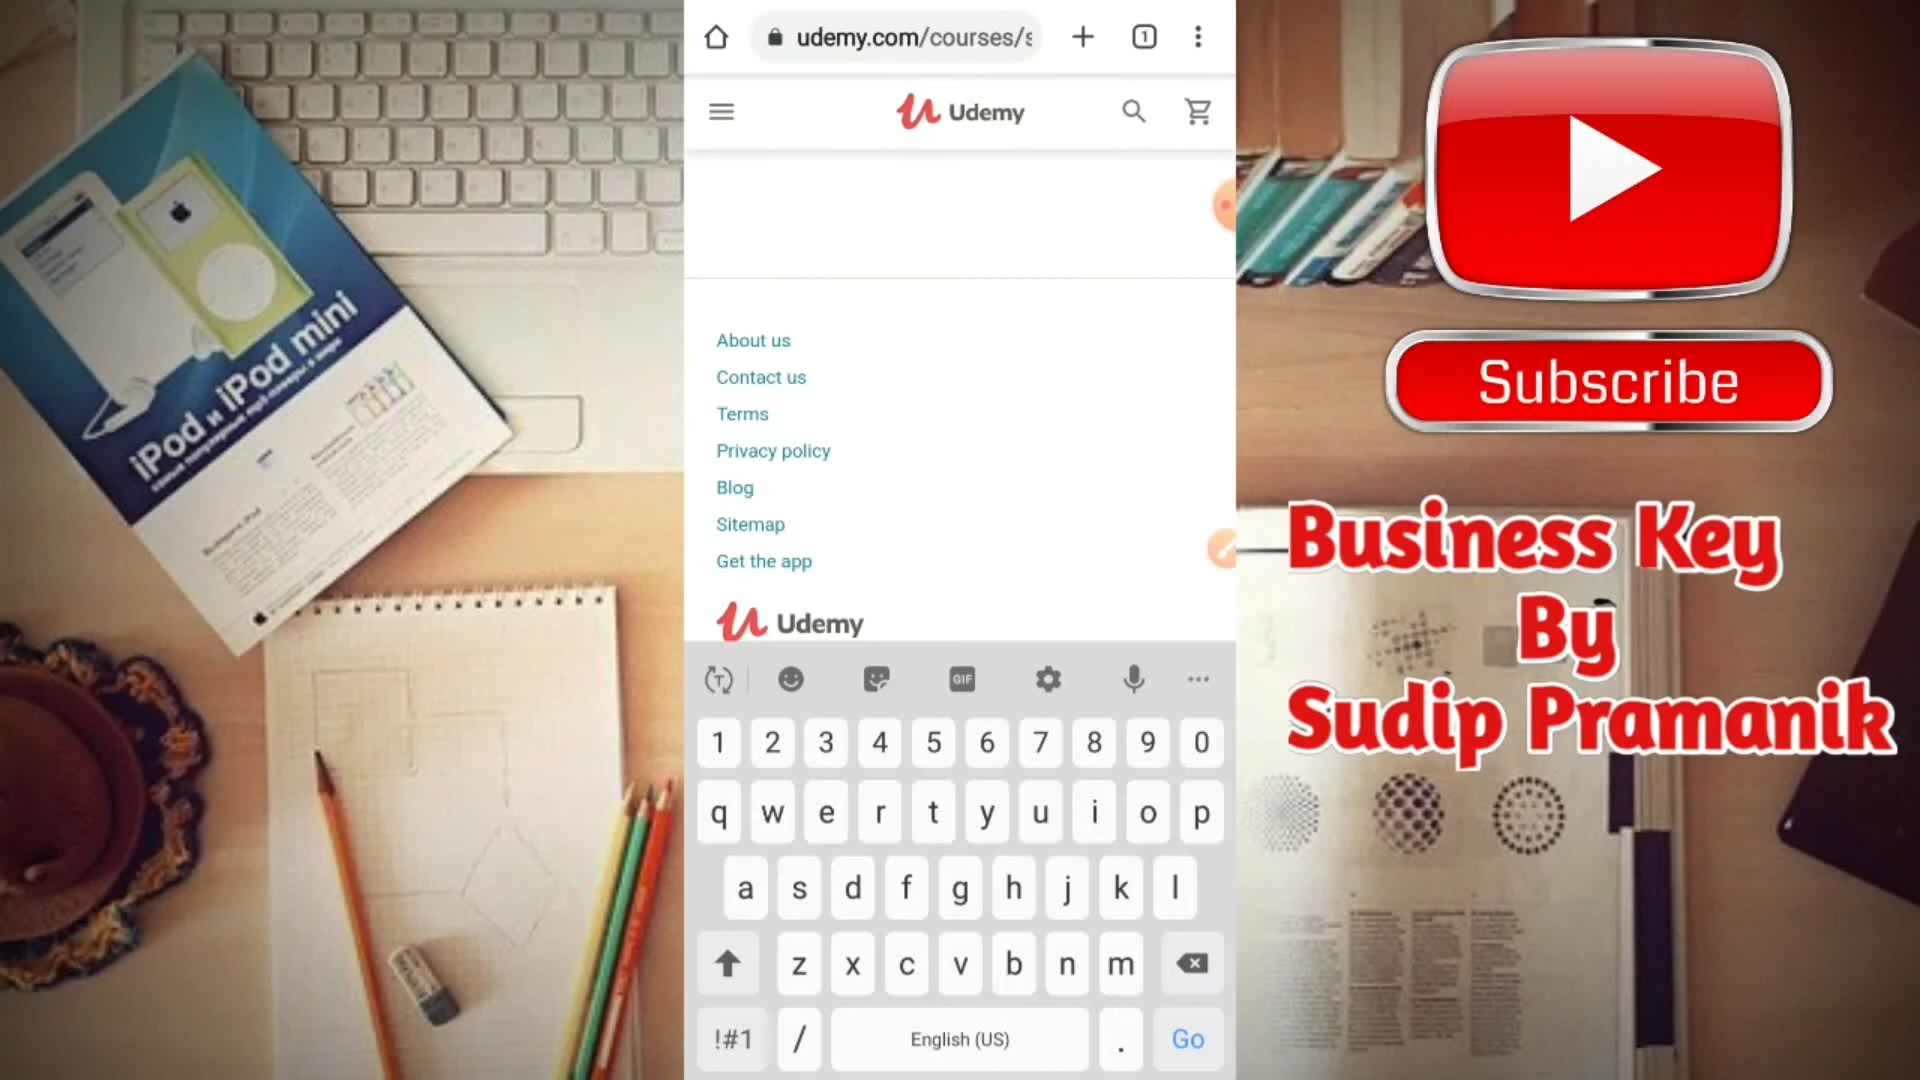 udemy.com/courses/s
1
Udemy
About us
Contact us
Terms
Privacy policy
Blog
Sitemap
Get the app
Udemy
GIF
1 2 3 4 5 6 7 8 9 0
q w e r t y u i o p
a s d f g h j k l
z x c v b n m
!#1 / English (US) . Go
iPod и iPod mini
Subscribe
Business Key
By
Sudip Pramanik